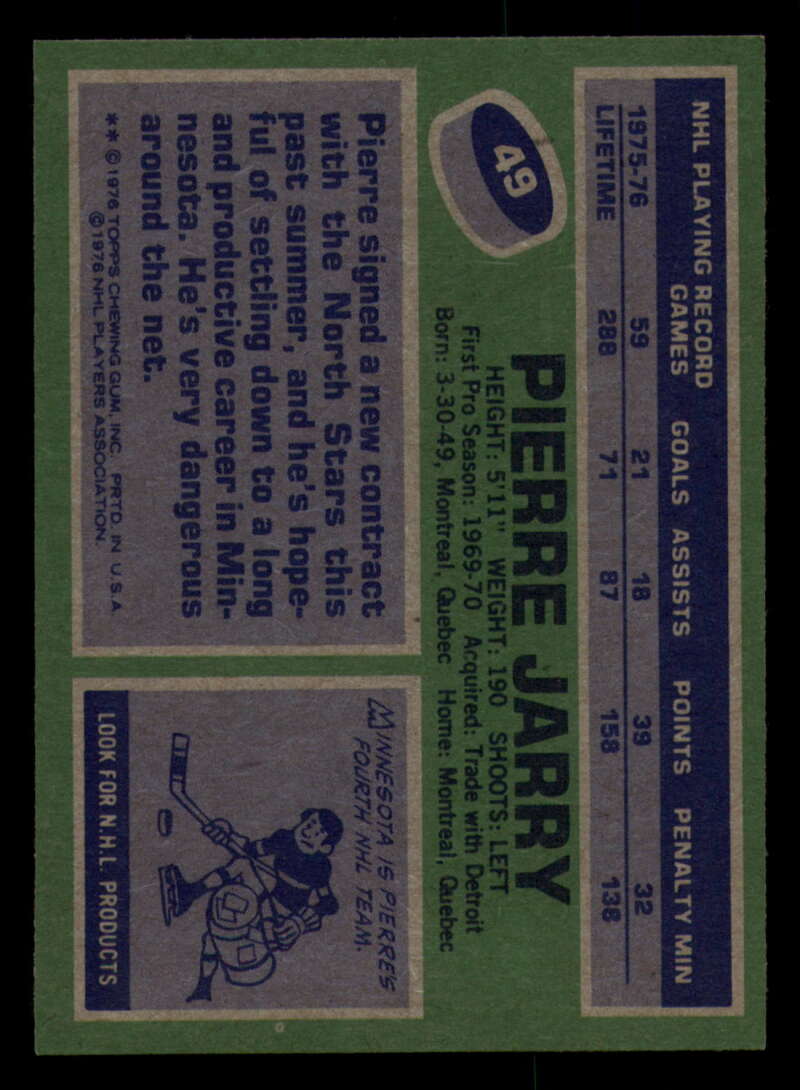 NHL PLAYING RECORD
GAMES GOALS ASSISTS POINTS PENALTY MIN
1975-76 59 21 18 39 32
LIFETIME 288 71 87 158 138
49
PIERRE JARRY
HEIGHT: 5'11" WEIGHT: 190 SHOOTS: LEFT
First Pro Season: 1969-70 Acquired: Trade with Detroit
Born: 3-30-49, Montreal, Quebec Home: Montreal, Quebec
Pierre signed a new contract
with the North Stars this
past summer, and he's hope-
ful of settling down to a long
and productive career in Min-
nesota. He's very dangerous
around the net.
** © 1976 TOPPS CHEWING GUM, INC. PRTD. IN U.S.A.
© 1976 NHL PLAYERS ASSOCIATION.
MINNESOTA IS PIERRE'S
FOURTH NHL TEAM.
LOOK FOR N.H.L. PRODUCTS